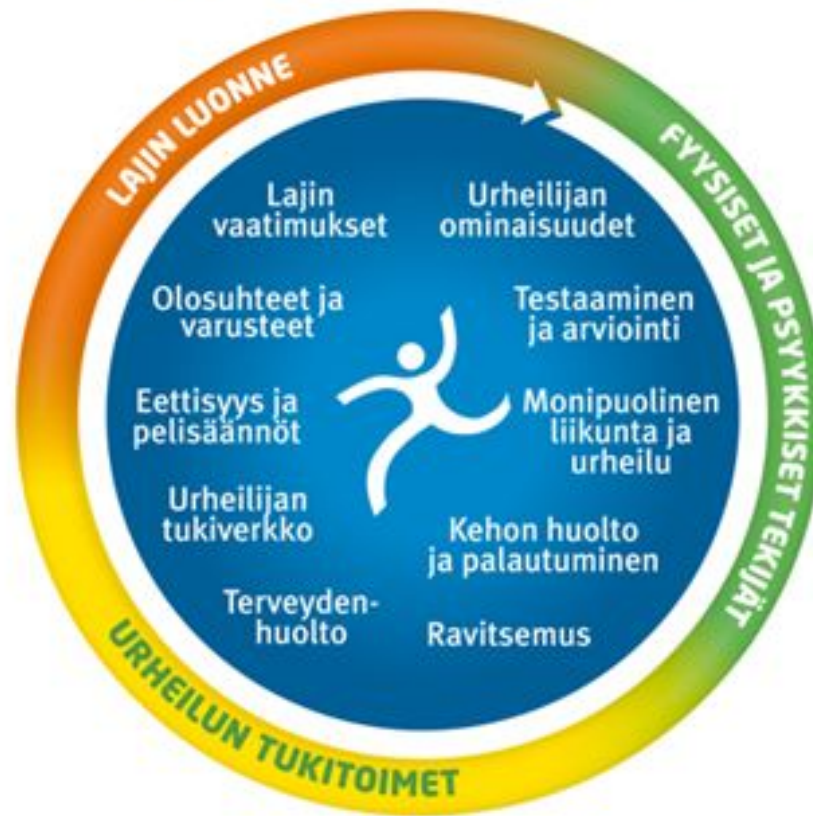 LAJIN LUONNE
FYYSISET JA PSYYKKISET TEKIJÄT
URHEILUN TUKITOIMET
Lajin
vaatimukset
Urheilijan
ominaisuudet
Olosuhteet ja
varusteet
Testaaminen
ja arviointi
Eettisyys ja
pelisäännöt
Monipuolinen
liikunta ja
urheilu
Urheilijan
tukiverkko
Kehon huolto
ja palautuminen
Terveyden-
huolto
Ravitsemus